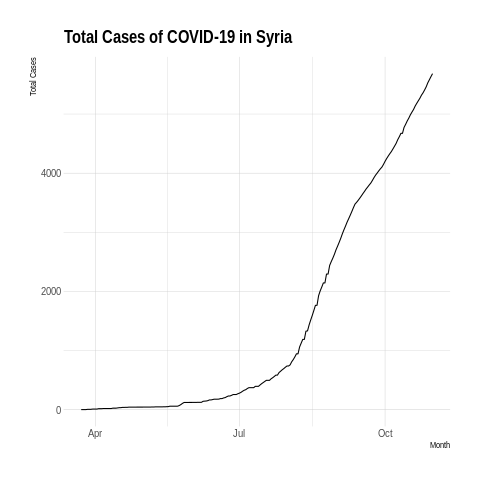 Total Cases of COVID-19 in Syria
Total Cases
4000
2000
0
Apr Jul Oct
Month